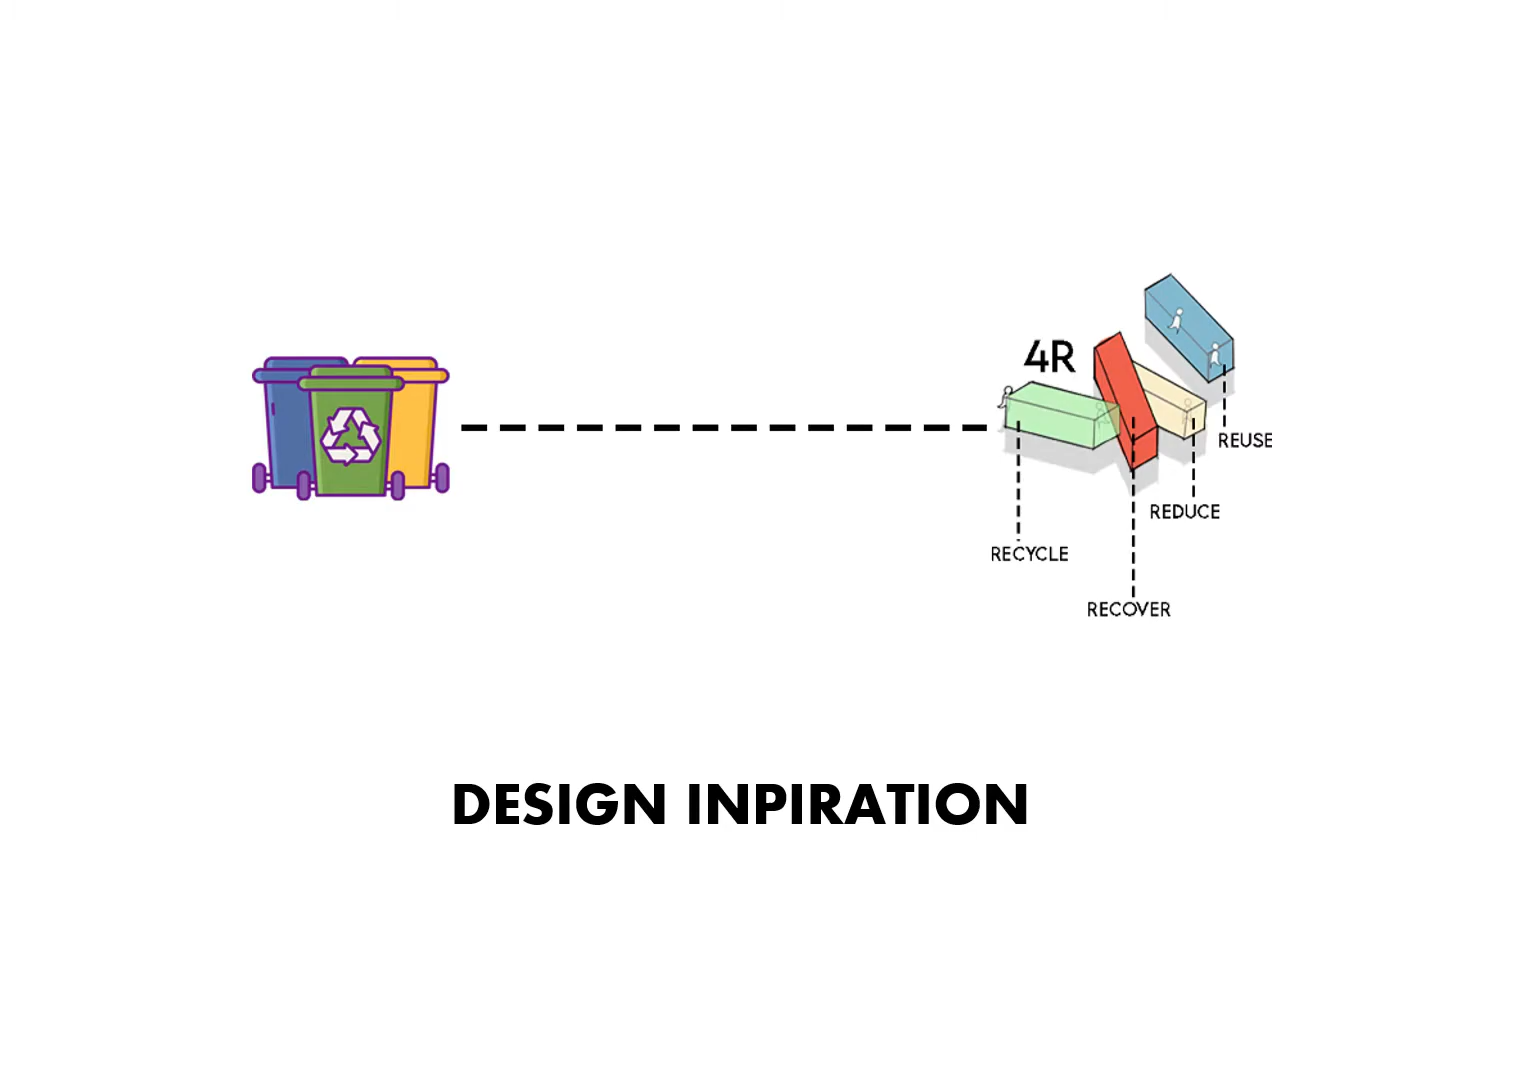 4R
REUSE
REDUCE
RECYCLE
RECOVER
DESIGN INPIRATION